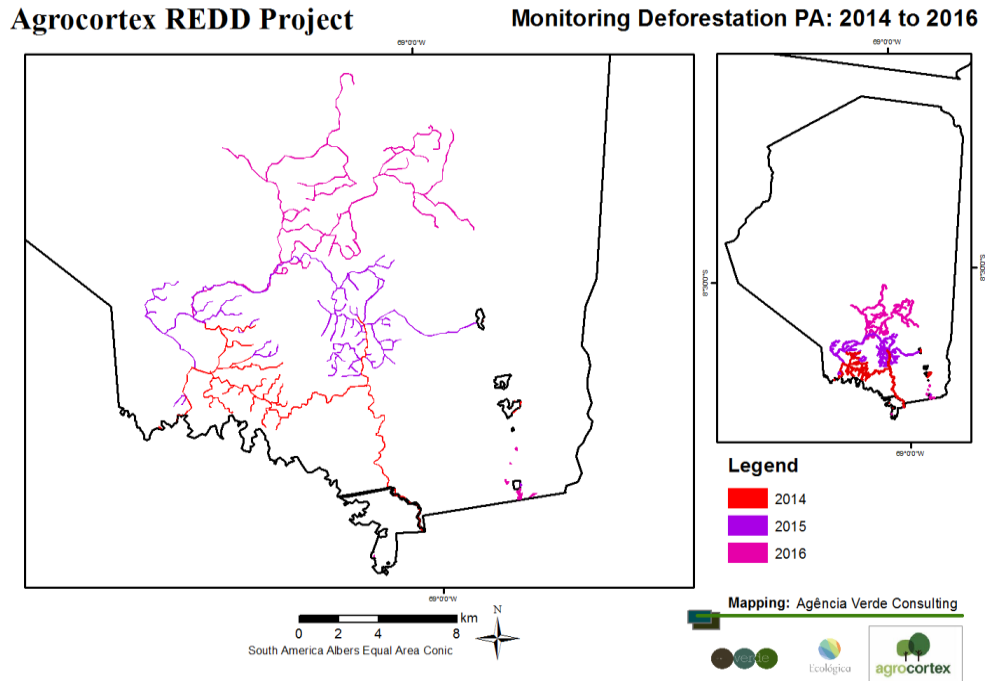 Agrocortex REDD Project
Monitoring Deforestation PA: 2014 to 2016
69°0'0"W
69°0'0"W
8°50'0"S
8°50'0"S
69°0'0"W
69°0'0"W
Legend
2014
2015
2016
Mapping: Agência Verde Consulting
km
0 2 4 8
South America Albers Equal Area Conic
N
verde
Ecológica
agrocortex